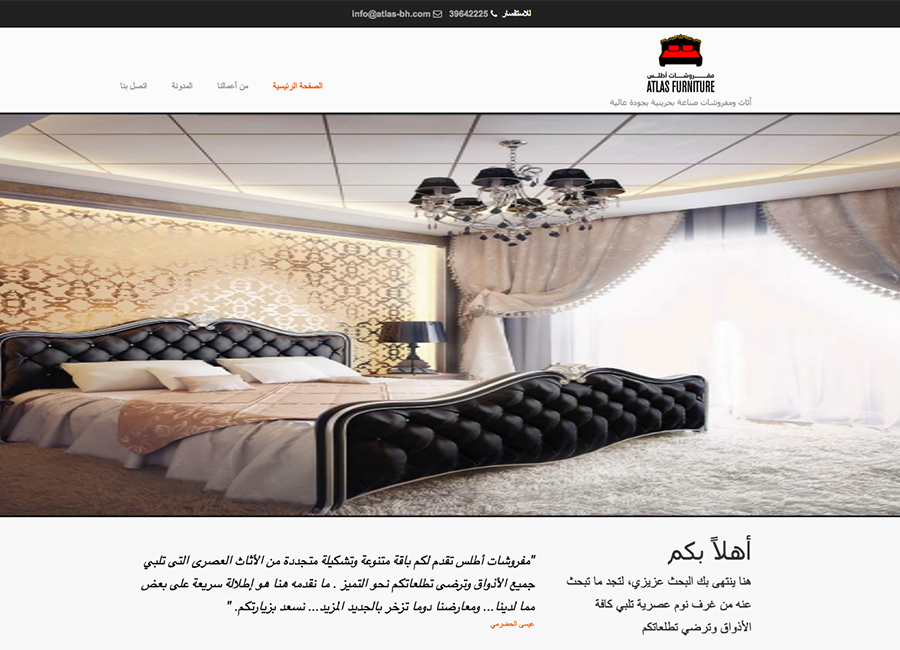 للاستفسار 39642225 info@atlas-bh.com
مفروشات أطلس
ATLAS FURNITURE
أثاث ومفروشات صناعة بحرينية بجودة عالية
الصفحة الرئيسية من أعمالنا المدونة اتصل بنا
أهلاً بكم
هنا ينتهى بك البحث عزيزي، لتجد ما تبحث
عنه من غرف نوم عصرية تلبي كافة
الأذواق وترضي تطلعاتكم
"مفروشات أطلس تقدم لكم باقة متنوعة وتشكيلة متجددة من الأثاث العصرى التى تلبي
جميع الأذواق وترضى تطلعاتكم نحو التميز . ما نقدمه هنا هو إطلالة سريعة على بعض
مما لدينا... ومعارضنا دوما تزخر بالجديد المزيد... نسعد بزيارتكم. "
عيسى الحضرمي